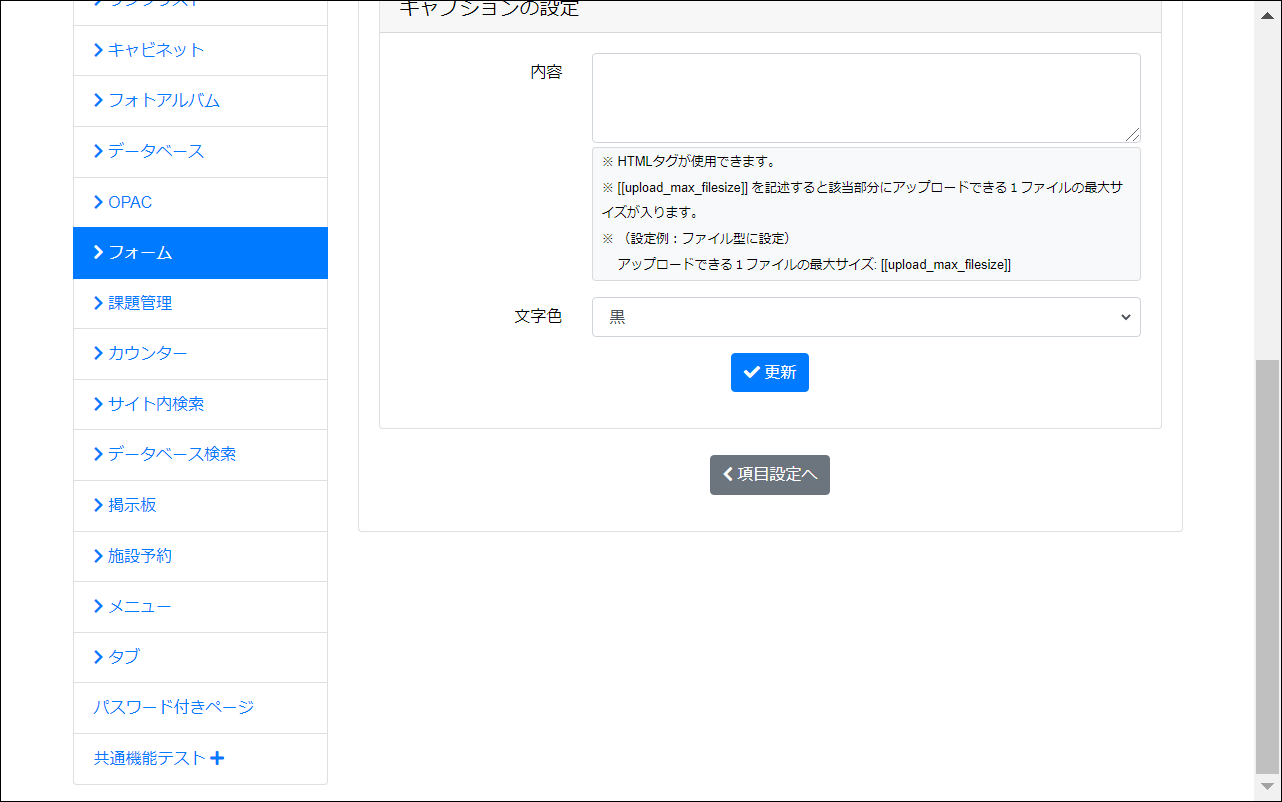 キャビネット
フォトアルバム
データベース
OPAC
フォーム
課題管理
カウンター
サイト内検索
データベース検索
掲示板
施設予約
メニュー
タブ
パスワード付きページ
共通機能テスト
キャプションの設定
内容
※ HTMLタグが使用できます。
※ [[upload_max_filesize]] を記述すると該当部分にアップロードできる１ファイルの最大サ
イズが入ります。
※ （設定例：ファイル型に設定）
アップロードできる１ファイルの最大サイズ: [[upload_max_filesize]]
文字色
黒
更新
項目設定へ